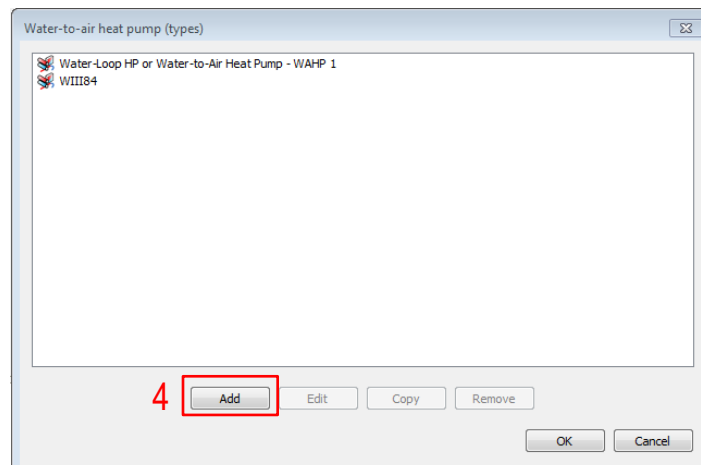 Water-to-air heat pump (types)
Water-Loop HP or Water-to-Air Heat Pump - WAHP 1
WIII84
4 Add Edit Copy Remove
OK Cancel